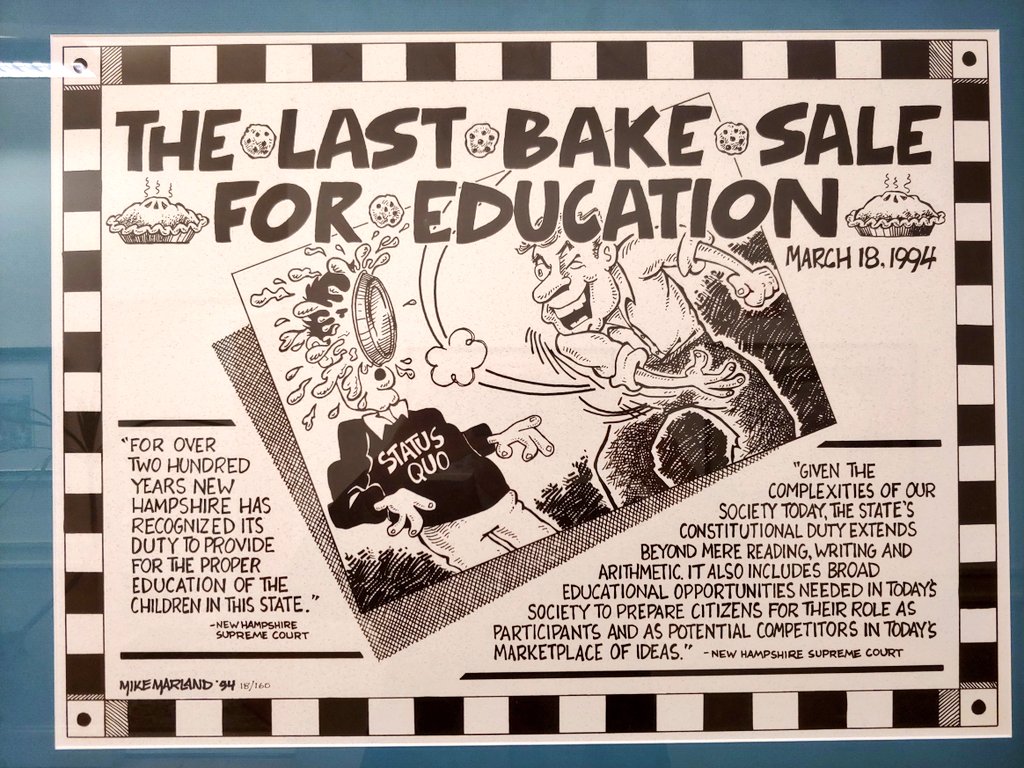 THE LAST BAKE SALE
FOR EDUCATION
MARCH 18, 1994
STATUS
QUO
"FOR OVER
TWO HUNDRED
YEARS NEW
HAMPSHIRE HAS
RECOGNIZED ITS
DUTY TO PROVIDE
FOR THE PROPER
EDUCATION OF THE
CHILDREN IN THIS STATE."
-NEW HAMPSHIRE
SUPREME COURT
"GIVEN THE
COMPLEXITIES OF OUR
SOCIETY TODAY, THE STATE'S
CONSTITUTIONAL DUTY EXTENDS
BEYOND MERE READING, WRITING AND
ARITHMETIC. IT ALSO INCLUDES BROAD
EDUCATIONAL OPPORTUNITIES NEEDED IN TODAY'S
SOCIETY TO PREPARE CITIZENS FOR THEIR ROLE AS
PARTICIPANTS AND AS POTENTIAL COMPETITORS IN TODAY'S
MARKETPLACE OF IDEAS." -NEW HAMPSHIRE SUPREME COURT
MIKE MARLAND '94 18/160